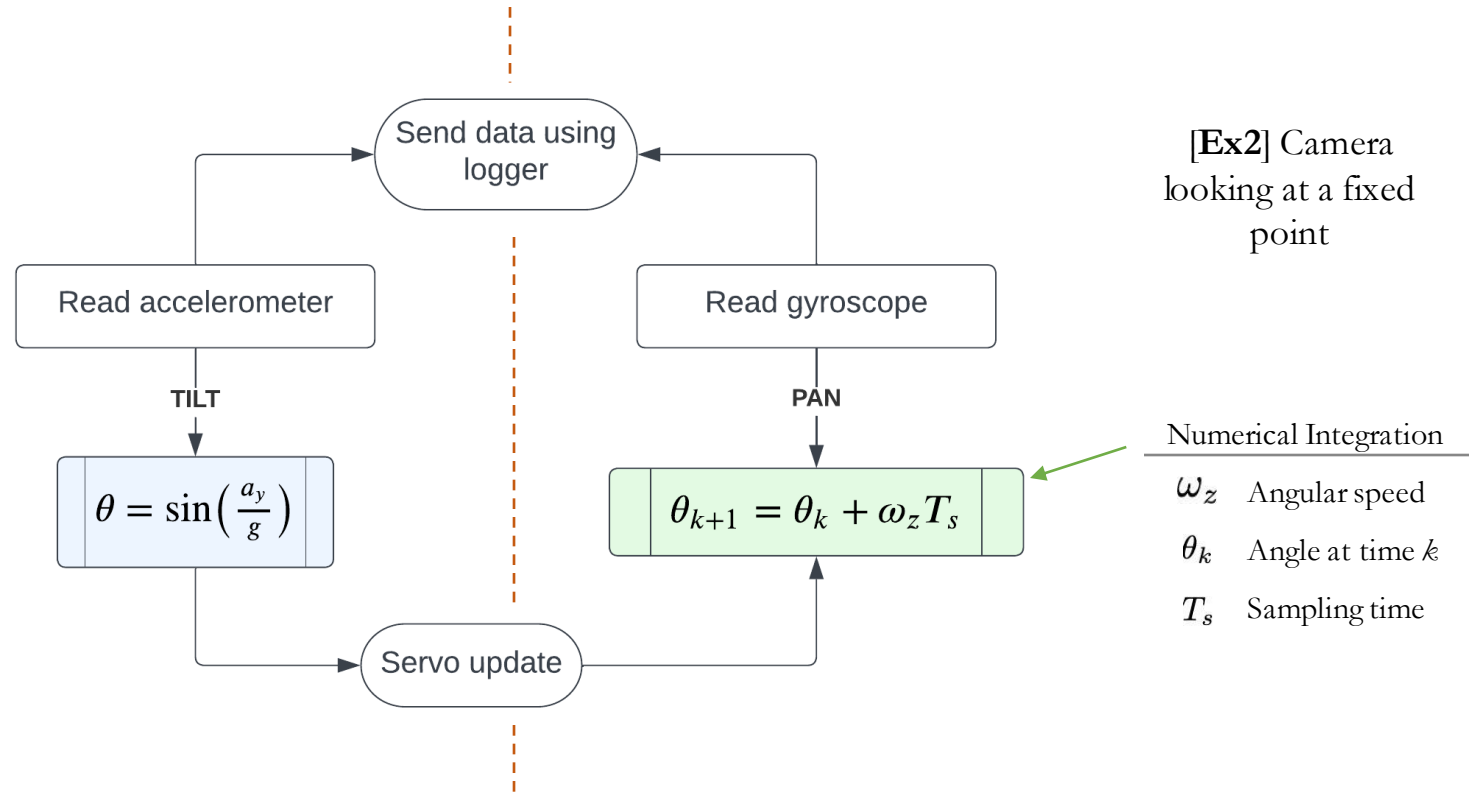 Send data using
logger
[Ex2] Camera
looking at a fixed
point
Read accelerometer
Read gyroscope
TILT
PAN
θ = sin(a_y/g)
θ_{k+1} = θ_k + ω_z T_s
Numerical Integration
ω_z Angular speed
θ_k Angle at time k
T_s Sampling time
Servo update